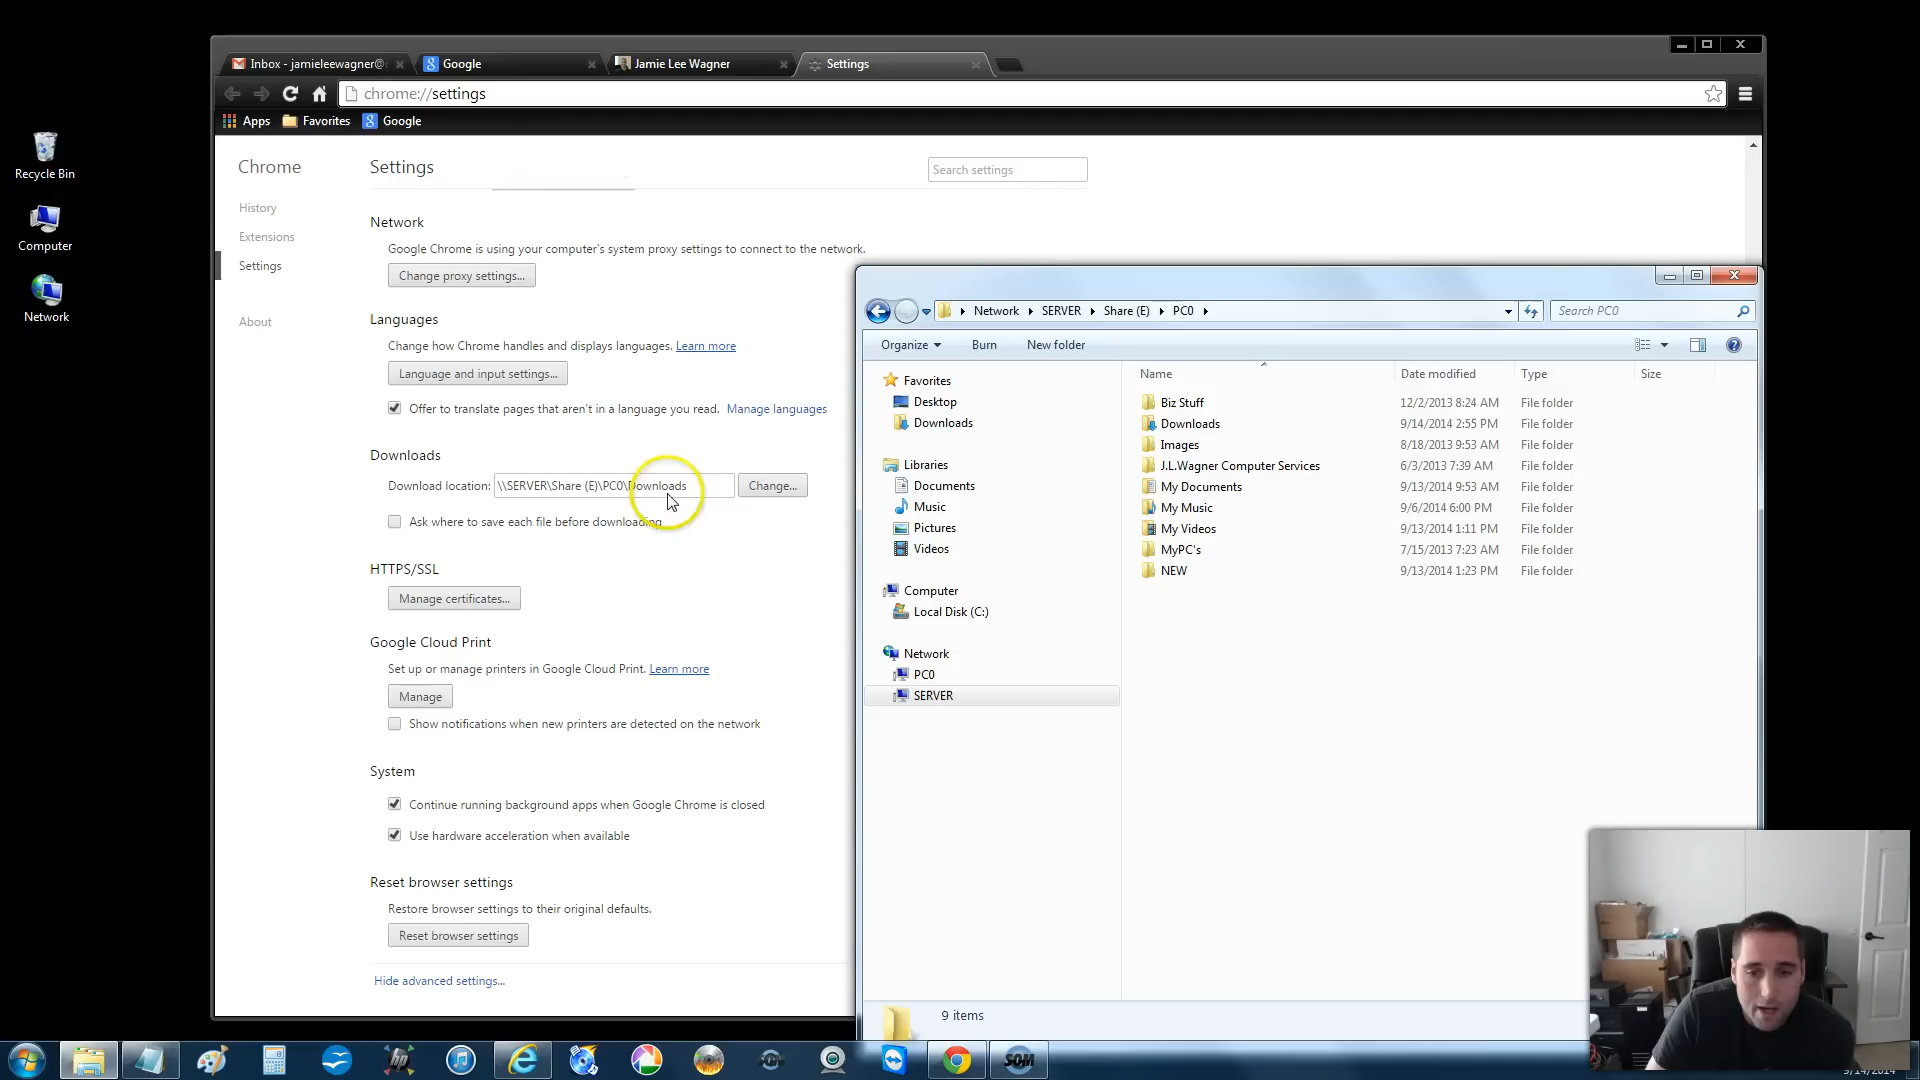 Inbox - jamieleewagner@
Google
Jamie Lee Wagner
Settings
chrome://settings
Apps
Favorites
Google
Recycle Bin
Computer
Network
Chrome
History
Extensions
Settings
About
Settings
Search settings
Network
Google Chrome is using your computer's system proxy settings to connect to the network.
Change proxy settings...
Languages
Change how Chrome handles and displays languages. Learn more
Language and input settings...
Offer to translate pages that aren't in a language you read. Manage languages
Downloads
Download location: \\SERVER\Share (E)\PC0\Downloads Change...
Ask where to save each file before downloading
HTTPS/SSL
Manage certificates...
Google Cloud Print
Set up or manage printers in Google Cloud Print. Learn more
Manage
Show notifications when new printers are detected on the network
System
Continue running background apps when Google Chrome is closed
Use hardware acceleration when available
Reset browser settings
Restore browser settings to their original defaults.
Reset browser settings
Hide advanced settings...
Network SERVER Share (E) PC0
Search PC0
Organize Burn New folder
Favorites
Desktop
Downloads
Libraries
Documents
Music
Pictures
Videos
Computer
Local Disk (C:)
Network
PC0
SERVER
Name Date modified Type Size
Biz Stuff 12/2/2013 8:24 AM File folder
Downloads 9/14/2014 2:55 PM File folder
Images 8/18/2013 9:53 AM File folder
J.L.Wagner Computer Services 6/3/2013 7:39 AM File folder
My Documents 9/13/2014 9:53 AM File folder
My Music 9/6/2014 6:00 PM File folder
My Videos 9/13/2014 1:11 PM File folder
MyPC's 7/15/2013 7:23 AM File folder
NEW 9/13/2014 1:23 PM File folder
9 items
hp
SOM
9/14/2014